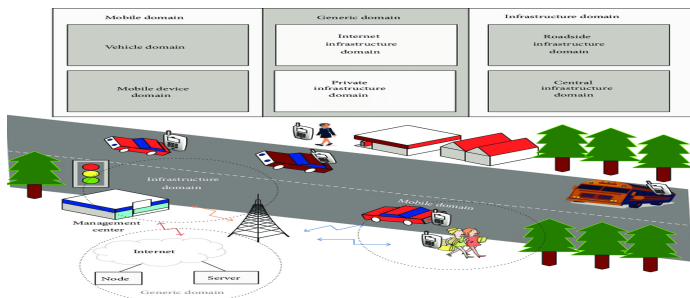 Mobile domain
Generic domain
Infrastructure domain
Vehicle domain
Internet
infrastructure
domain
Roadside
infrastructure
domain
Mobile device
domain
Private
infrastructure
domain
Central
infrastructure
domain
Infrastructure
domain
Mobile domain
Management
center
Internet
Node
Server
Generic domain